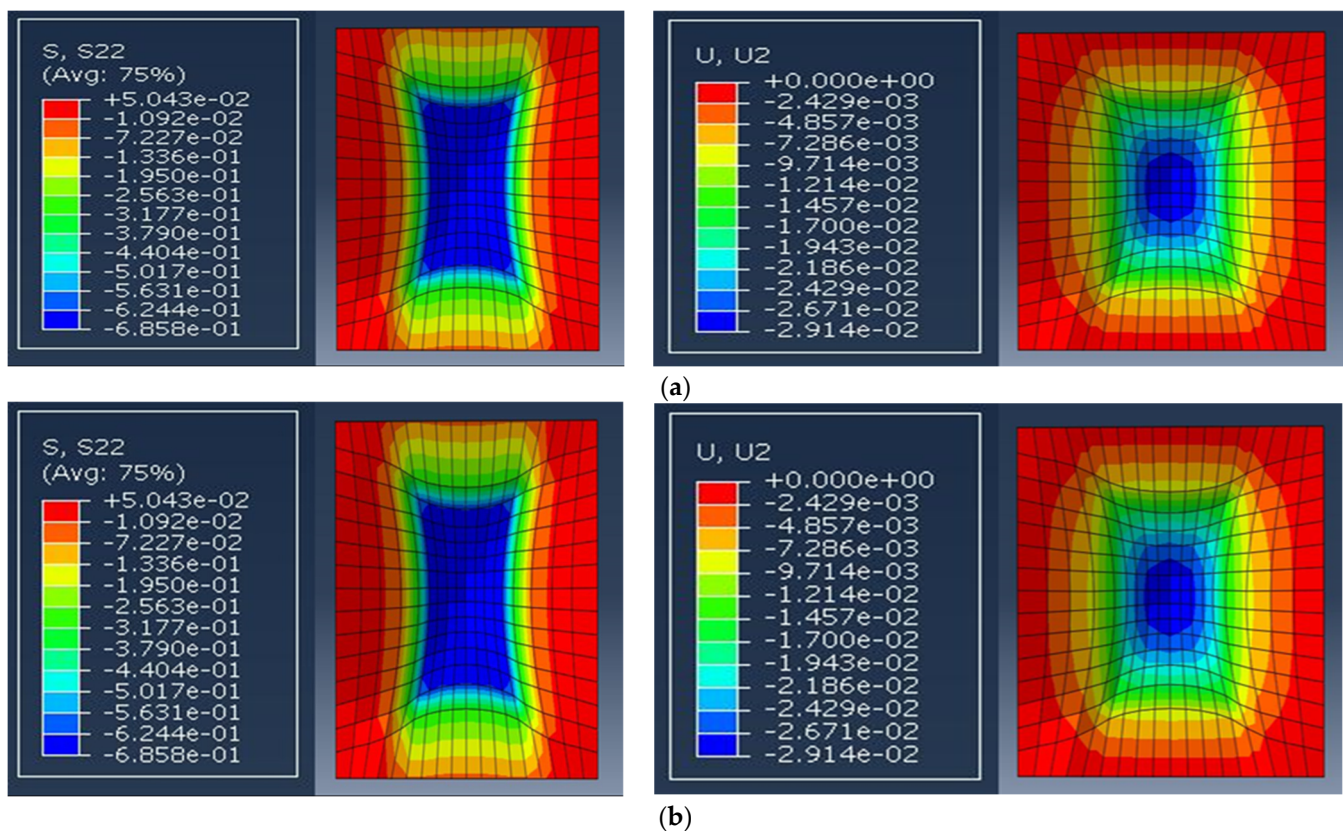 S, S22
(Avg: 75%)
+5.043e-02
-1.092e-02
-7.227e-02
-1.336e-01
-1.950e-01
-2.563e-01
-3.177e-01
-3.790e-01
-4.404e-01
-5.017e-01
-5.631e-01
-6.244e-01
-6.858e-01
U, U2
+0.000e+00
-2.429e-03
-4.857e-03
-7.286e-03
-9.714e-03
-1.214e-02
-1.457e-02
-1.700e-02
-1.943e-02
-2.186e-02
-2.429e-02
-2.671e-02
-2.914e-02
(a)
S, S22
(Avg: 75%)
+5.043e-02
-1.092e-02
-7.227e-02
-1.336e-01
-1.950e-01
-2.563e-01
-3.177e-01
-3.790e-01
-4.404e-01
-5.017e-01
-5.631e-01
-6.244e-01
-6.858e-01
U, U2
+0.000e+00
-2.429e-03
-4.857e-03
-7.286e-03
-9.714e-03
-1.214e-02
-1.457e-02
-1.700e-02
-1.943e-02
-2.186e-02
-2.429e-02
-2.671e-02
-2.914e-02
(b)